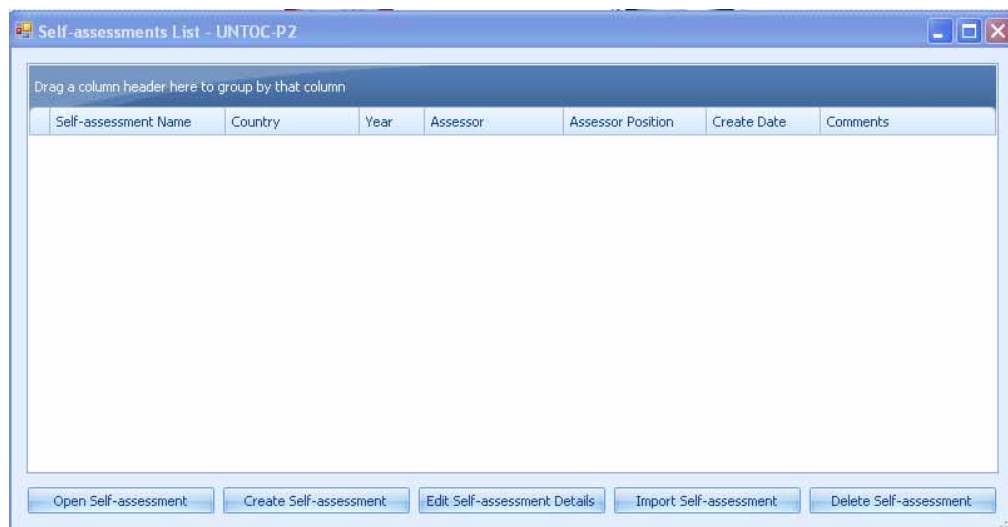 Self-assessments List - UNTOC-P2
Drag a column header here to group by that column
Self-assessment Name Country Year Assessor Assessor Position Create Date Comments
Open Self-assessment Create Self-assessment Edit Self-assessment Details Import Self-assessment Delete Self-assessment